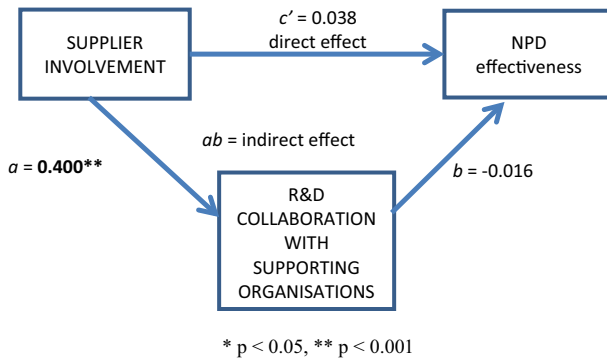 c' = 0.038
direct effect
SUPPLIER
INVOLVEMENT
NPD
effectiveness
ab = indirect effect
a = 0.400**
b = -0.016
R&D
COLLABORATION
WITH
SUPPORTING
ORGANISATIONS
* p < 0.05, ** p < 0.001